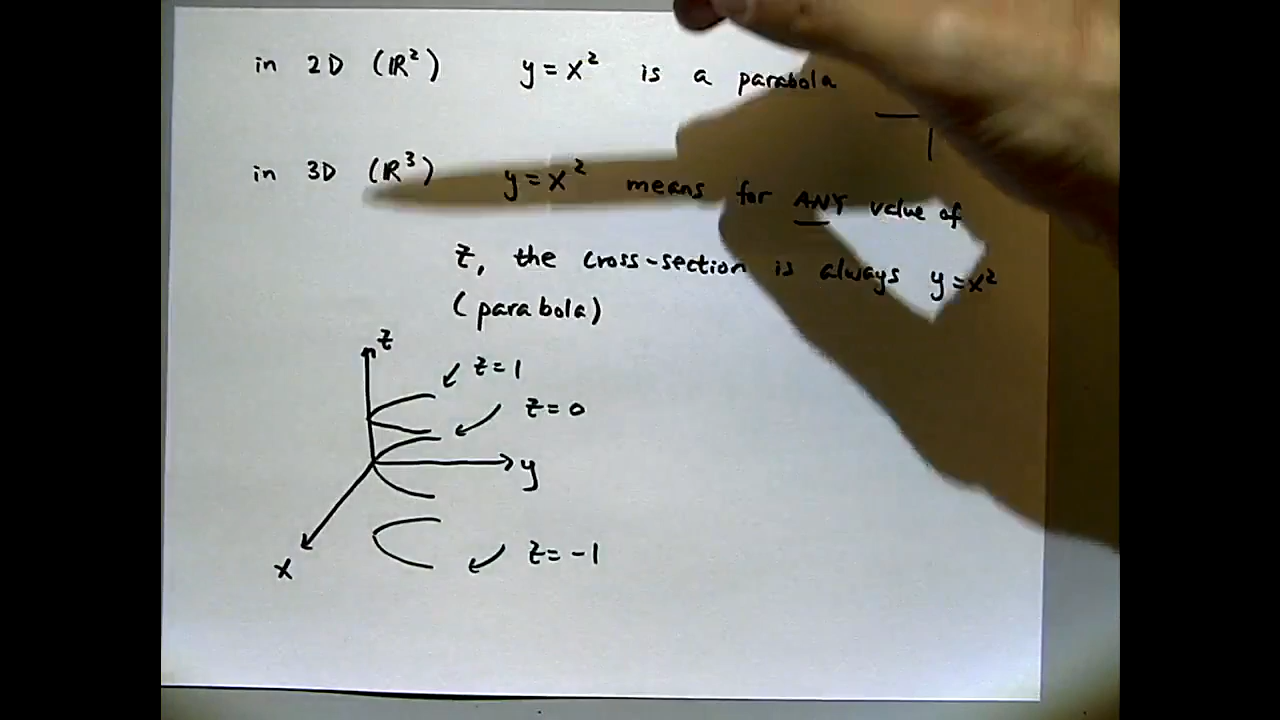 in 2D (ℝ²) y = x² is a parabola
in 3D (ℝ³) y = x² means for ANY value of
z, the cross-section is always y = x²
(parabola)
z
z = 1
z = 0
y
x
z = -1